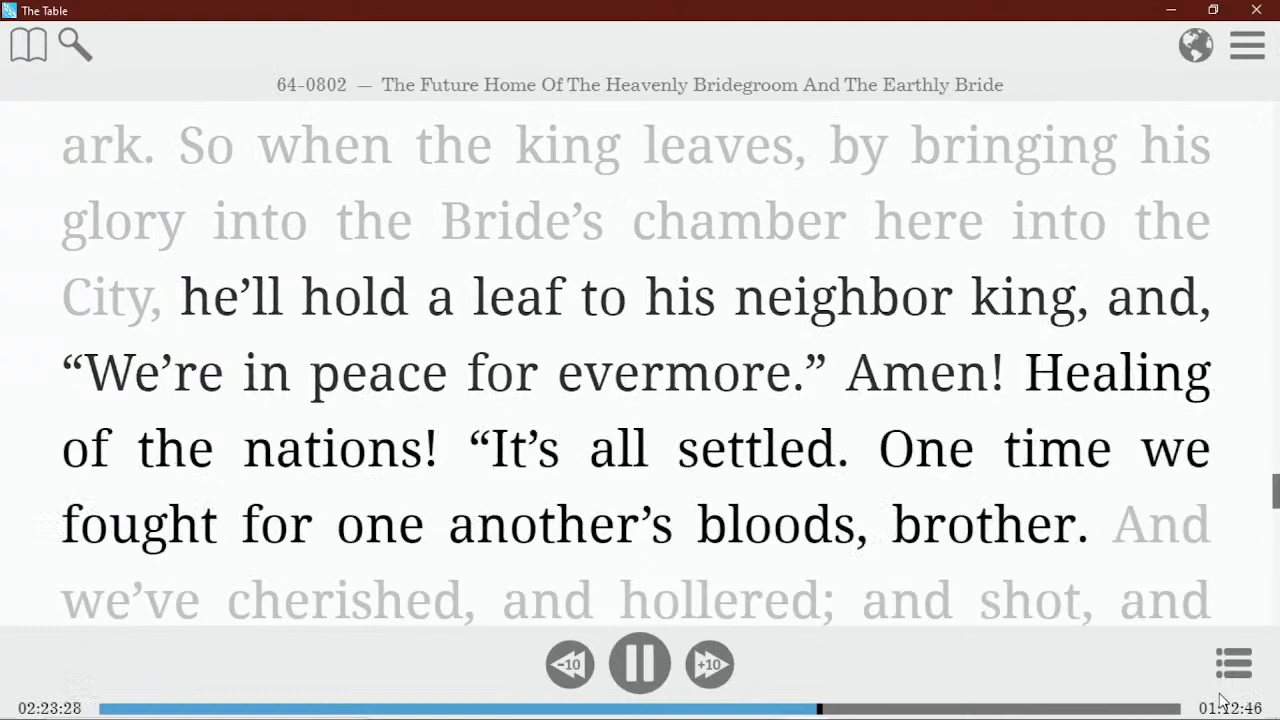 The Table
64-0802 — The Future Home Of The Heavenly Bridegroom And The Earthly Bride
ark. So when the king leaves, by bringing his
glory into the Bride’s chamber here into the
City, he’ll hold a leaf to his neighbor king, and,
“We’re in peace for evermore.” Amen! Healing
of the nations! “It’s all settled. One time we
fought for one another’s bloods, brother. And
we’ve cherished, and hollered; and shot, and
-10 +10
02:23:28 01:12:46